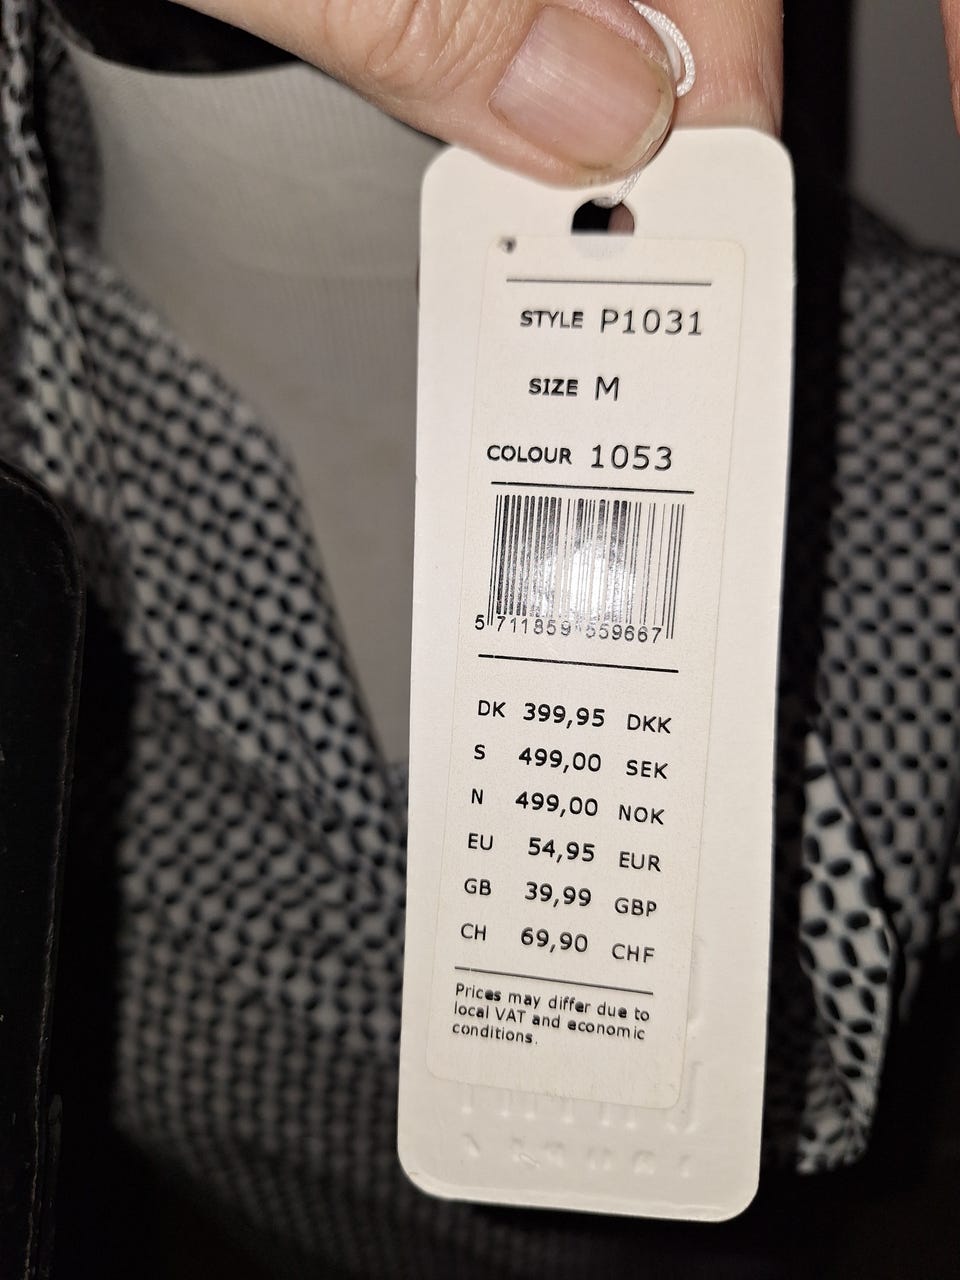 STYLE P1031
SIZE M
COLOUR 1053
5 711859 559667
DK 399,95 DKK
S 499,00 SEK
N 499,00 NOK
EU 54,95 EUR
GB 39,99 GBP
CH 69,90 CHF
Prices may differ due to
local VAT and economic
conditions.